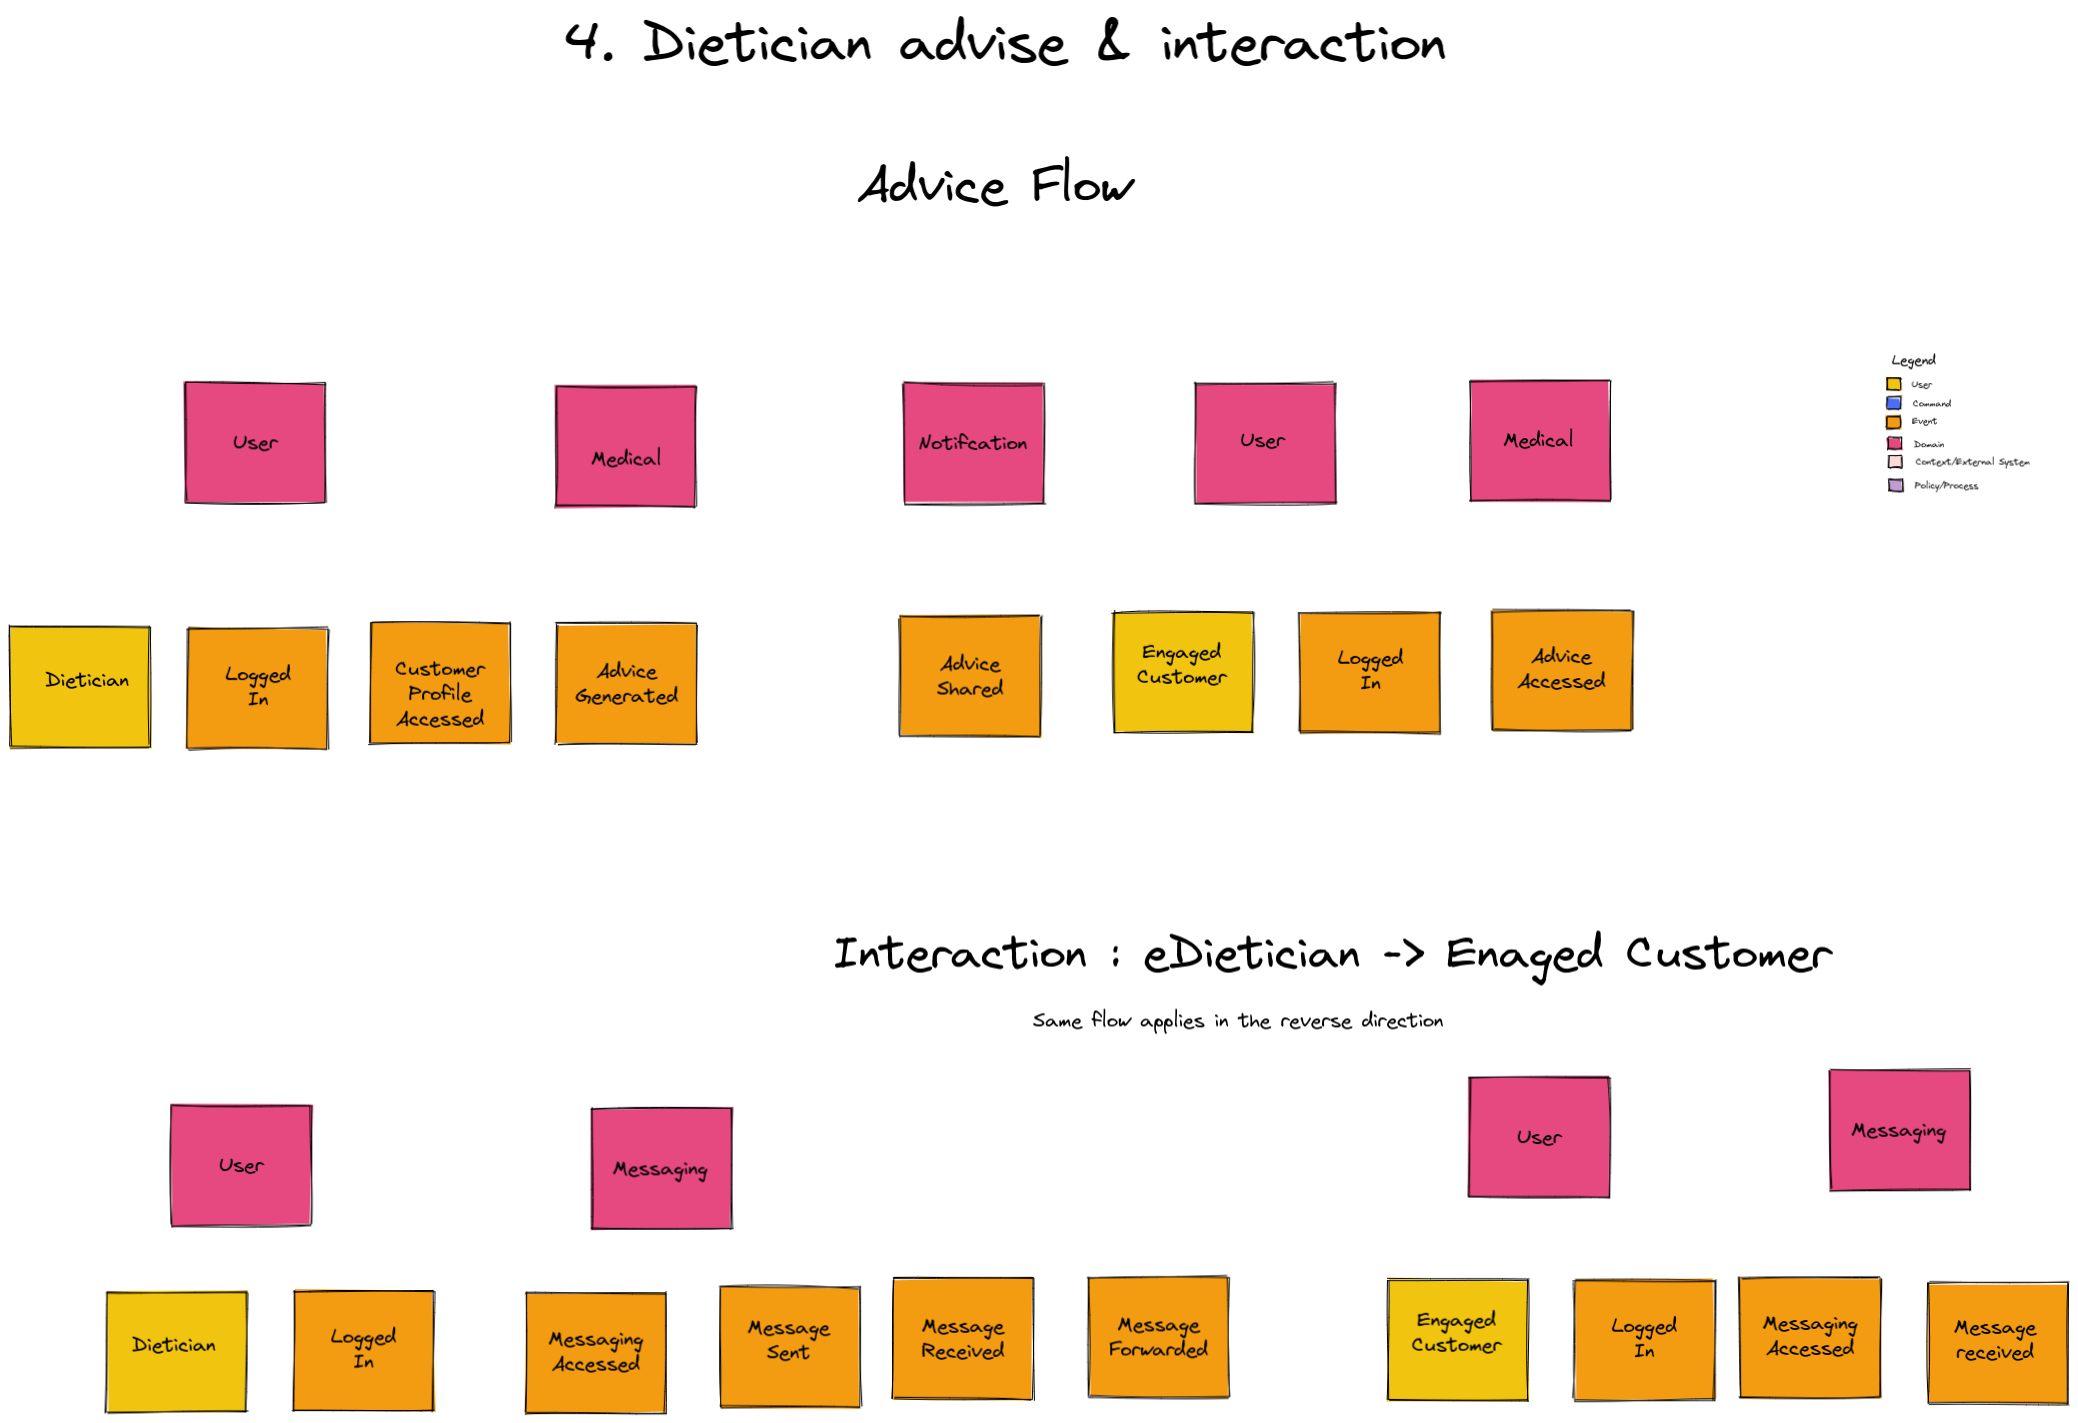 4. Dietician advise & interaction
Advice Flow
Legend
User
Command
Event
Domain
Context/External System
Policy/Process
User
Medical
Notifcation
User
Medical
Dietician
Logged
In
Customer
Profile
Accessed
Advice
Generated
Advice
Shared
Engaged
Customer
Logged
In
Advice
Accessed
Interaction : eDietician -> Enaged Customer
Same flow applies in the reverse direction
User
Messaging
User
Messaging
Dietician
Logged
In
Messaging
Accessed
Message
Sent
Message
Received
Message
Forwarded
Engaged
Customer
Logged
In
Messaging
Accessed
Message
received